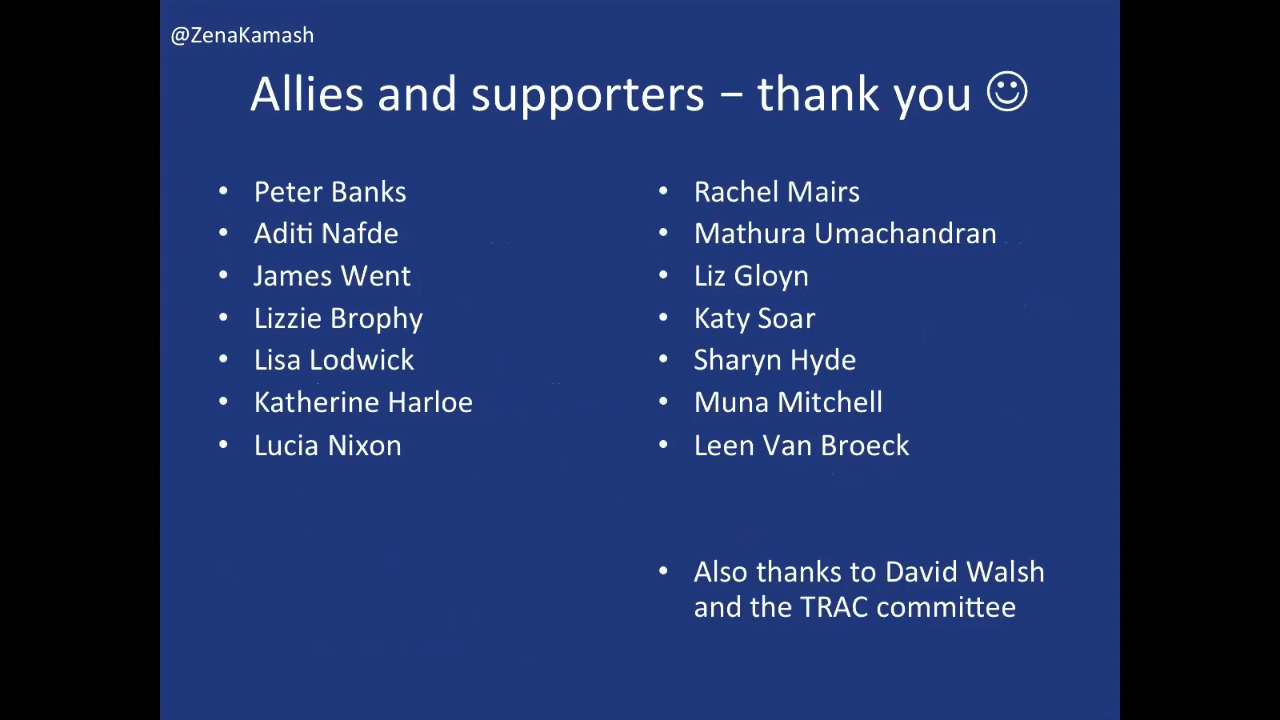 @ZenaKamash
Allies and supporters – thank you ☺
• Peter Banks
• Aditi Nafde
• James Went
• Lizzie Brophy
• Lisa Lodwick
• Katherine Harloe
• Lucia Nixon
• Rachel Mairs
• Mathura Umachandran
• Liz Gloyn
• Katy Soar
• Sharyn Hyde
• Muna Mitchell
• Leen Van Broeck
• Also thanks to David Walsh
and the TRAC committee